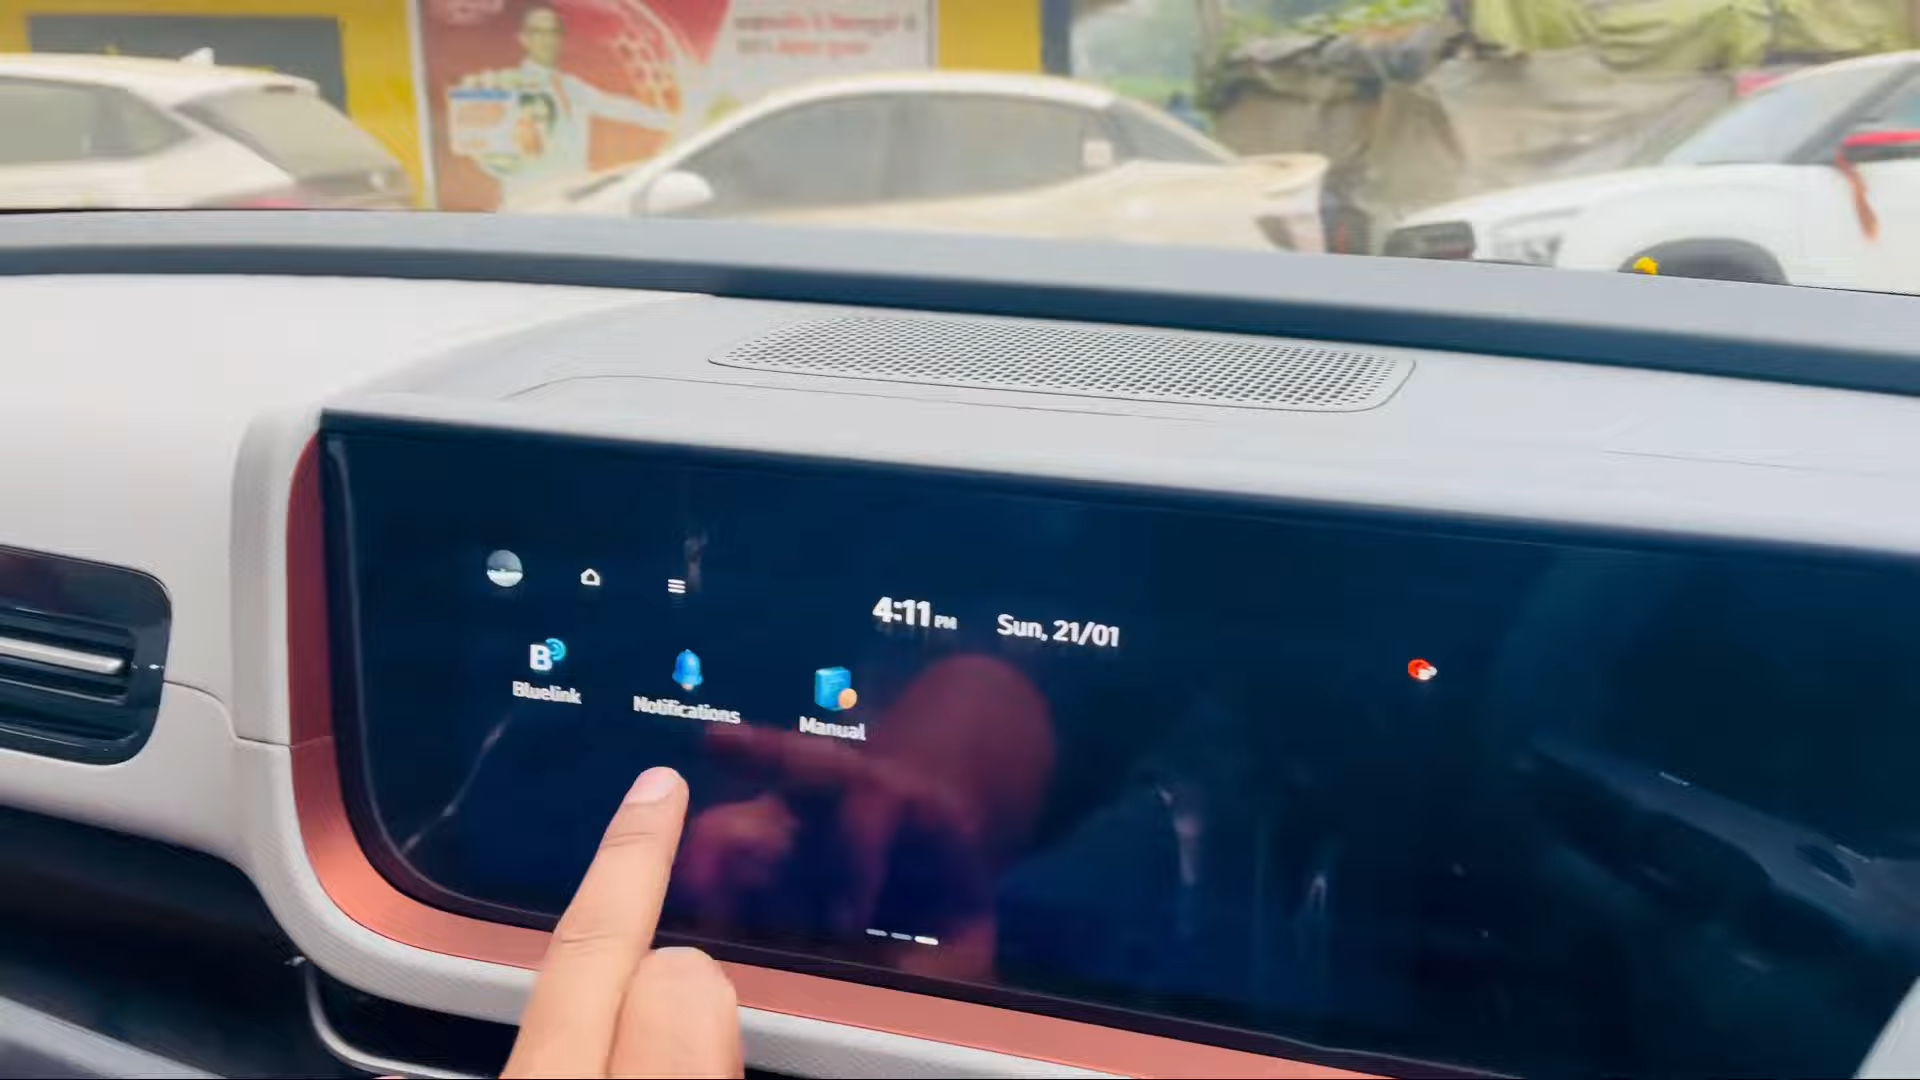 4:11 PM
Sun, 21/01
Bluelink
Notifications
Manual